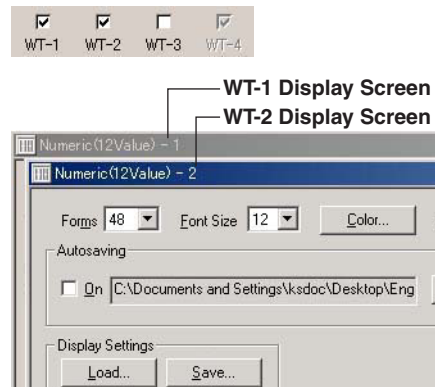 WT-1 WT-2 WT-3 WT-4
WT-1 Display Screen
WT-2 Display Screen
Numeric(12Value) - 1
Numeric(12Value) - 2
Forms 48 Font Size 12 Color...
Autosaving
On C:\Documents and Settings\ksdoc\Desktop\Eng
Display Settings
Load... Save...